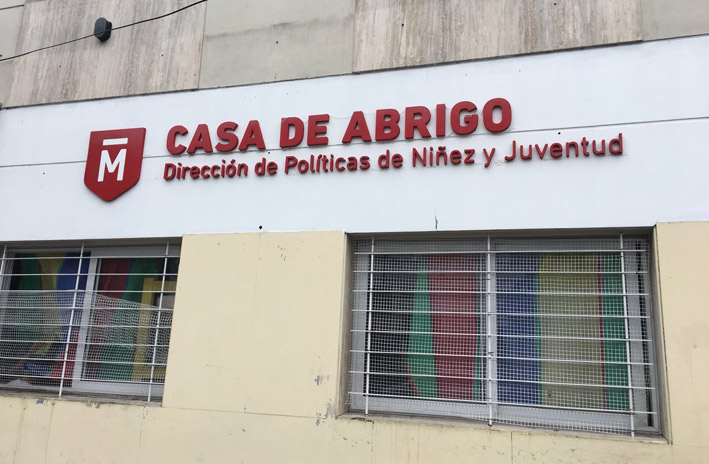 M̅
CASA DE ABRIGO
Dirección de Políticas de Niñez y Juventud